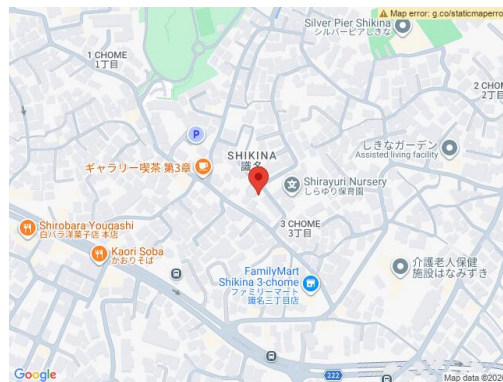 Map error: g.co/staticmaperro
Silver Pier Shikina
シルバーピアしきな
1 CHOME
1丁目
2 CHOM
2丁目
P
SHIKINA
識名
しきなガーデン
Assisted living facility
ギャラリー喫茶 第3章
Shirayuri Nursery
しらゆり保育園
3 CHOME
3丁目
Shirobara Yougashi
白バラ洋菓子店 本店
Kaori Soba
かおりそば
FamilyMart
Shikina 3-chome
ファミリーマート
識名三丁目店
介護老人保健
施設はなみずき
222
Google
Map data ©202